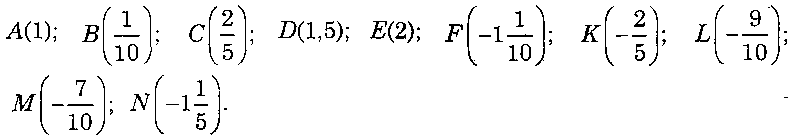 A(1); B(1/10); C(2/5); D(1,5); E(2); F(-1 1/10); K(-2/5); L(-9/10);
M(-7/10); N(-1 1/5).